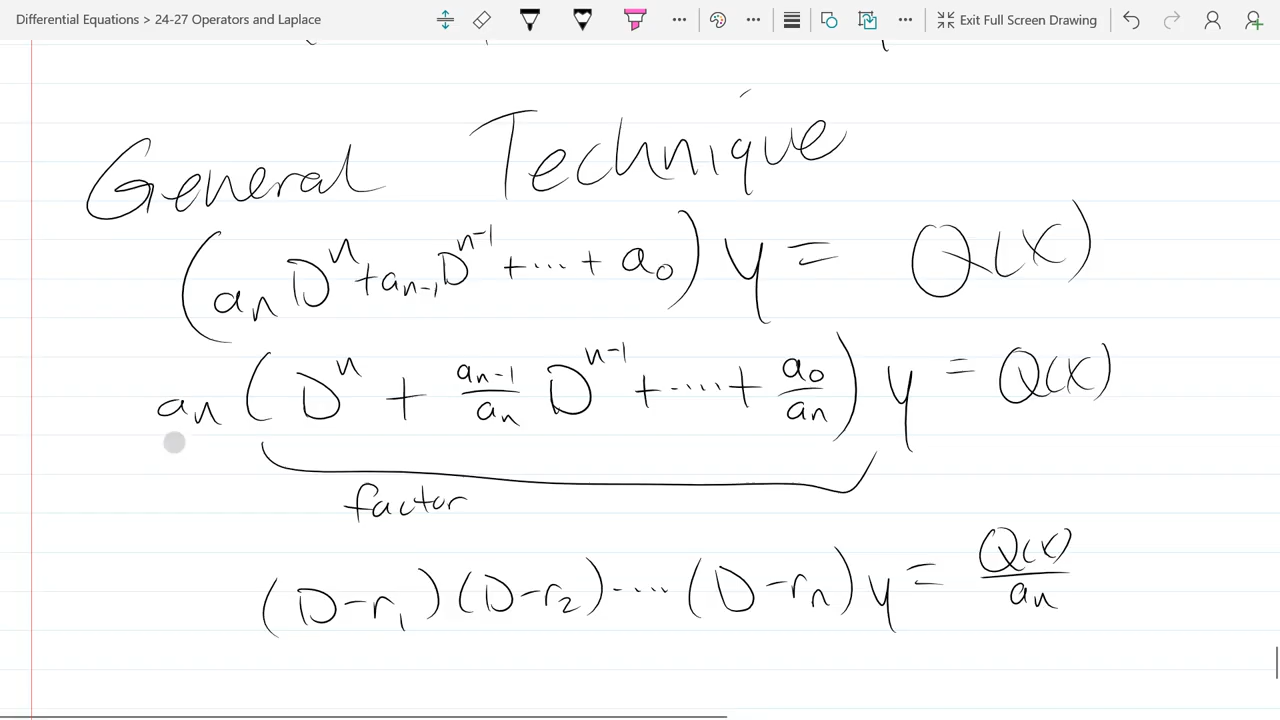 Differential Equations > 24-27 Operators and Laplace
Exit Full Screen Drawing
General Technique
(aₙDⁿ + aₙ₋₁Dⁿ⁻¹ + ... + a₀) y = Q(x)
aₙ (Dⁿ + aₙ₋₁/aₙ Dⁿ⁻¹ + ..... + a₀/aₙ) y = Q(x)
factor
(D-r₁)(D-r₂).....(D-rₙ) y = Q(x)/aₙ